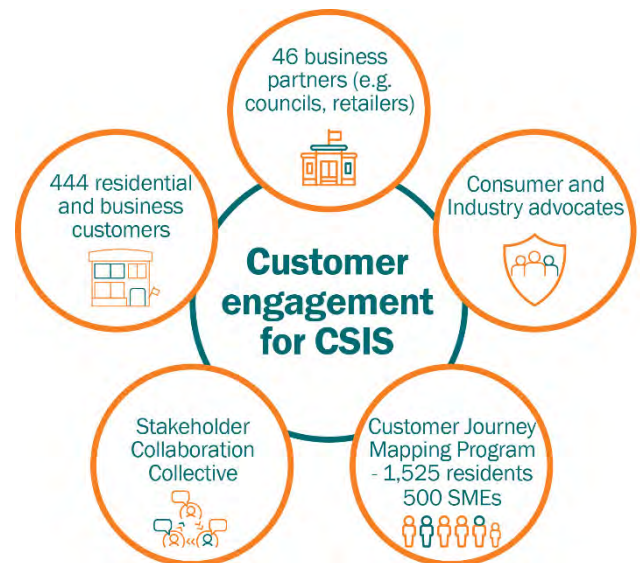 46 business
partners (e.g.
councils, retailers)
444 residential
and business
customers
Consumer and
Industry advocates
Customer
engagement
for CSIS
Stakeholder
Collaboration
Collective
Customer Journey
Mapping Program
- 1,525 residents
500 SMEs